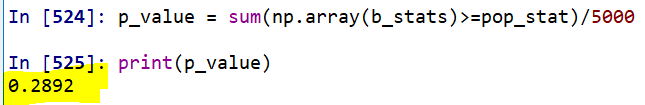 In [524]: p_value = sum(np.array(b_stats)>=pop_stat)/5000
In [525]: print(p_value)
0.2892